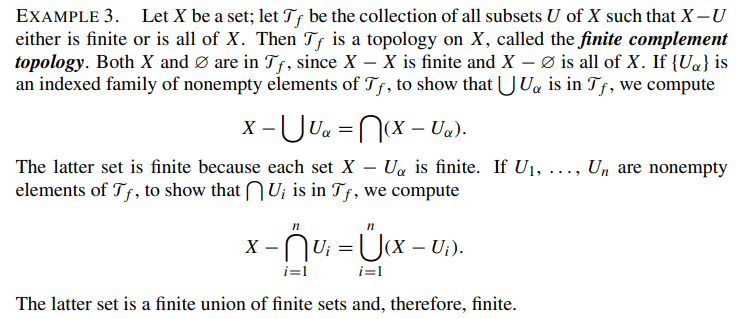 EXAMPLE 3. Let X be a set; let 𝒯f be the collection of all subsets U of X such that X − U
either is finite or is all of X. Then 𝒯f is a topology on X, called the finite complement
topology. Both X and ∅ are in 𝒯f, since X − X is finite and X − ∅ is all of X. If {Uα} is
an indexed family of nonempty elements of 𝒯f, to show that ⋃ Uα is in 𝒯f, we compute
X − ⋃ Uα = ⋂(X − Uα).
The latter set is finite because each set X − Uα is finite. If U1, ..., Un are nonempty
elements of 𝒯f, to show that ⋂ Ui is in 𝒯f, we compute
X − ⋂_{i=1}^{n} Ui = ⋃_{i=1}^{n} (X − Ui).
The latter set is a finite union of finite sets and, therefore, finite.